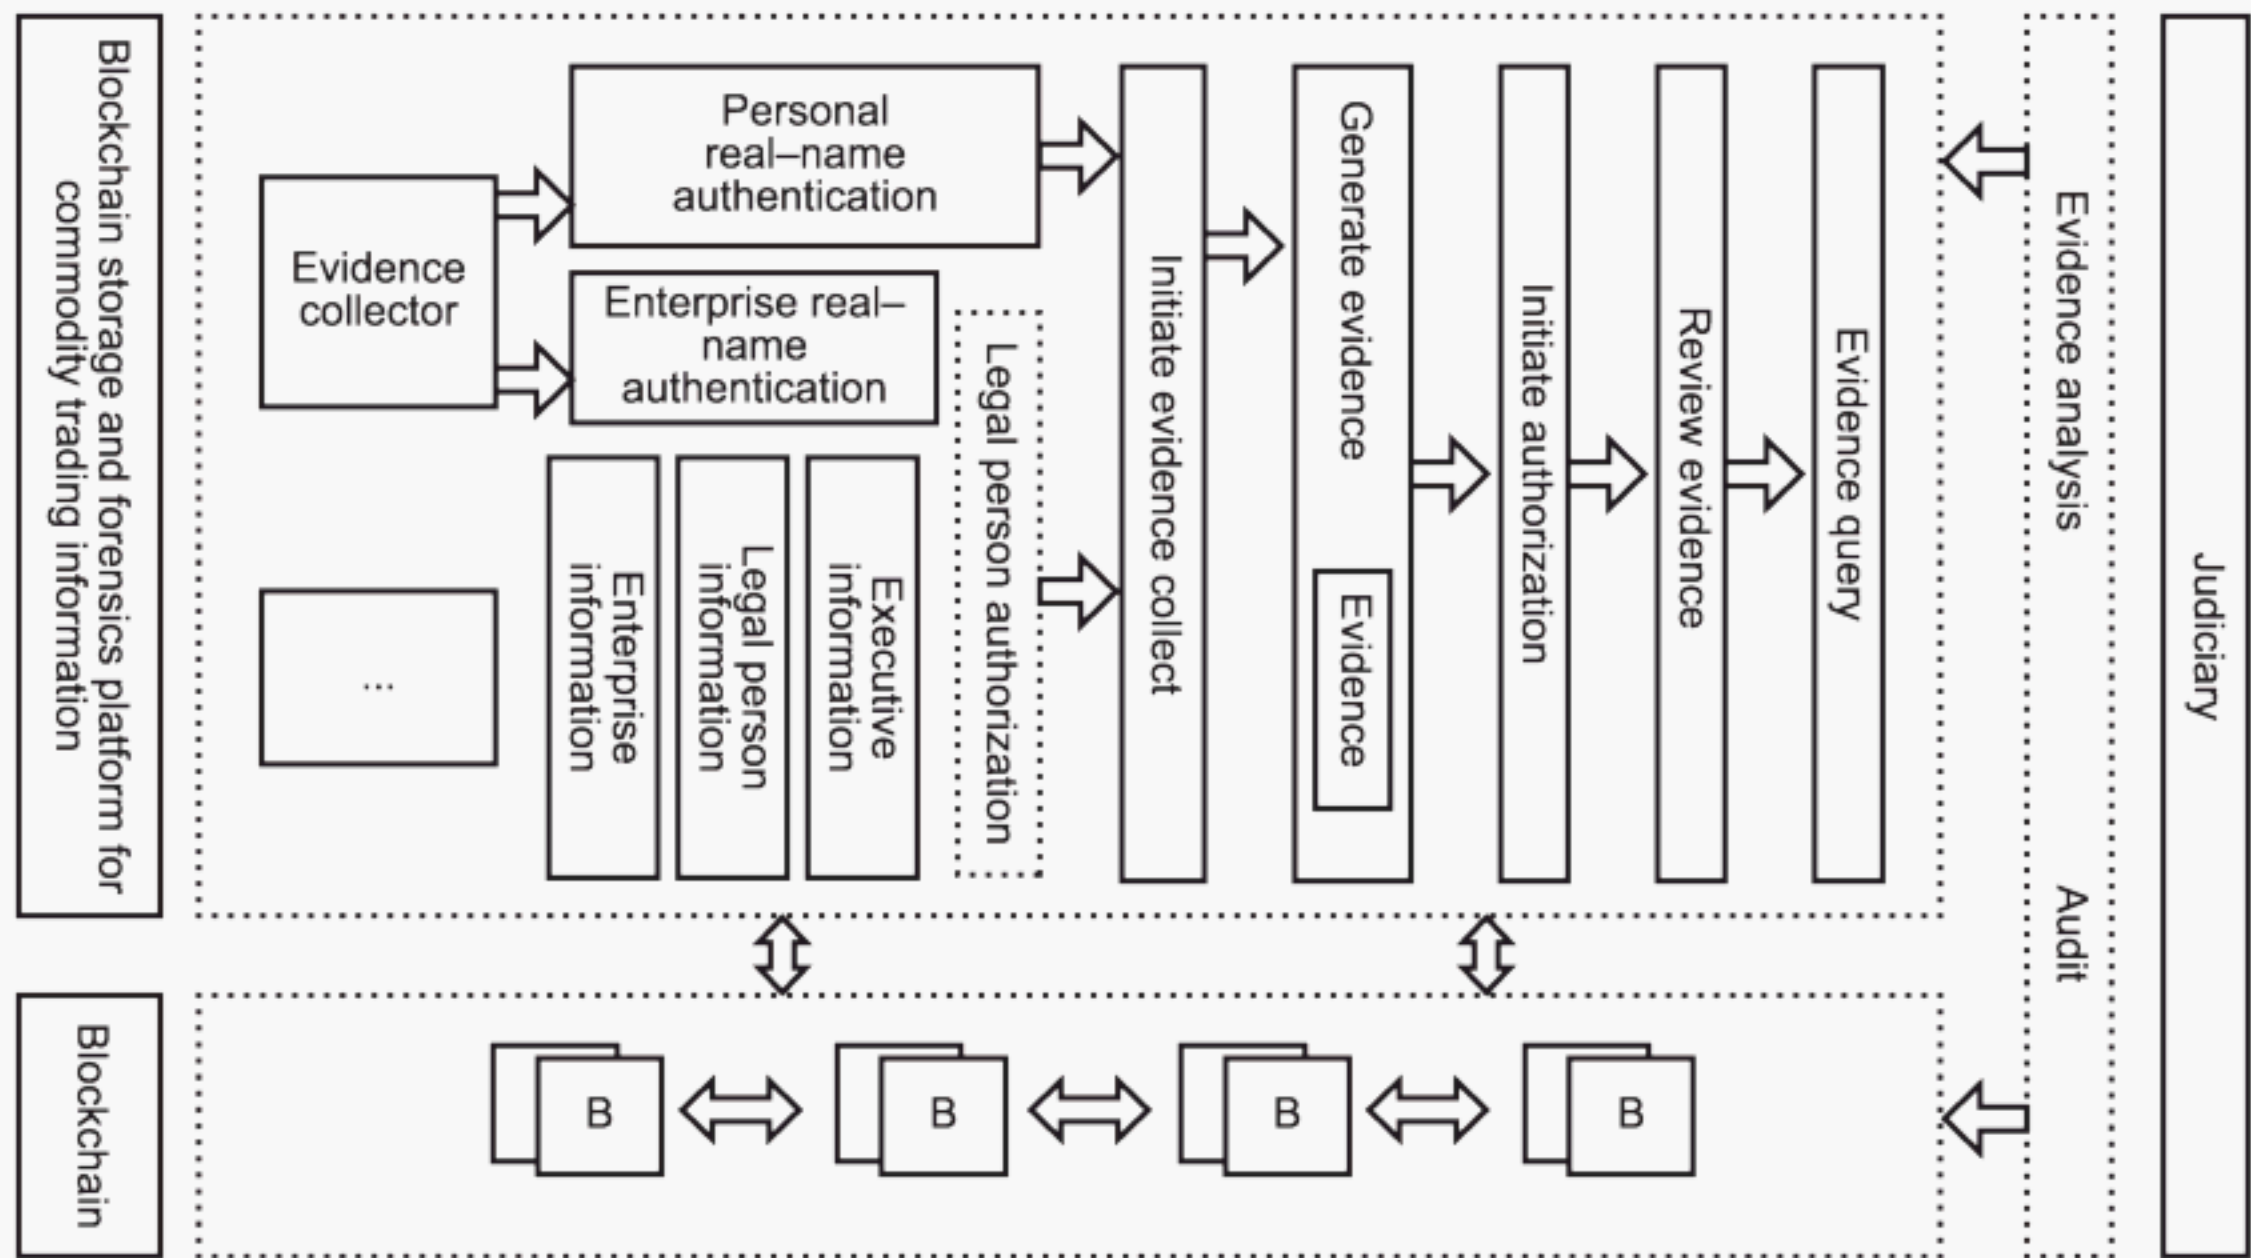 Blockchain storage and forensics platform for
commodity trading information
Evidence
collector
...
Personal
real–name
authentication
Enterprise real–
name
authentication
Enterprise
information
Legal person
information
Executive
information
Legal person authorization
Initiate evidence collect
Generate evidence
Evidence
Initiate authorization
Review evidence
Evidence query
Evidence analysis
Audit
Judiciary
Blockchain
B
B
B
B